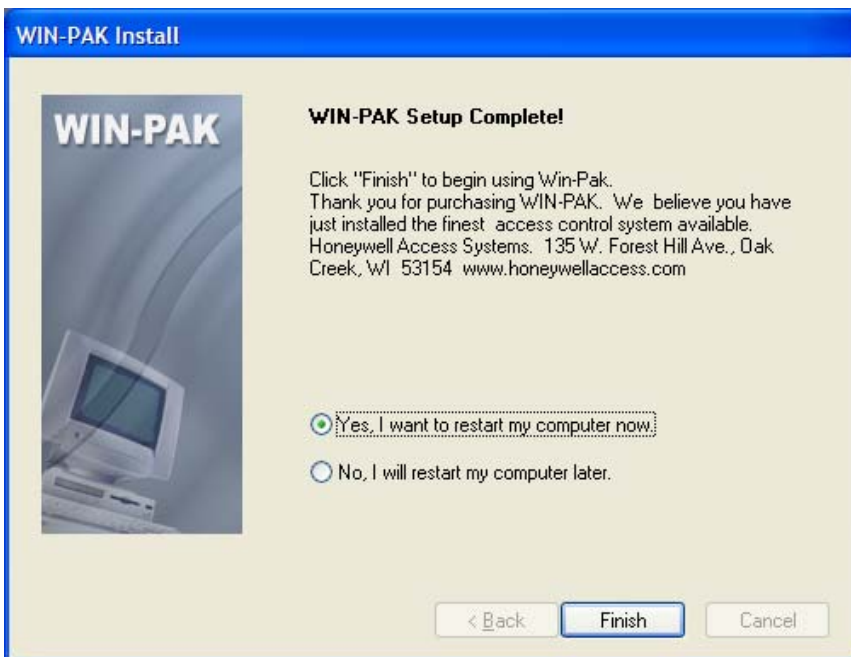 WIN-PAK Install
WIN-PAK
WIN-PAK Setup Complete!
Click "Finish" to begin using Win-Pak.
Thank you for purchasing WIN-PAK. We believe you have
just installed the finest access control system available.
Honeywell Access Systems. 135 W. Forest Hill Ave., Oak
Creek, WI 53154 www.honeywellaccess.com
Yes, I want to restart my computer now.
No, I will restart my computer later.
< Back
Finish
Cancel